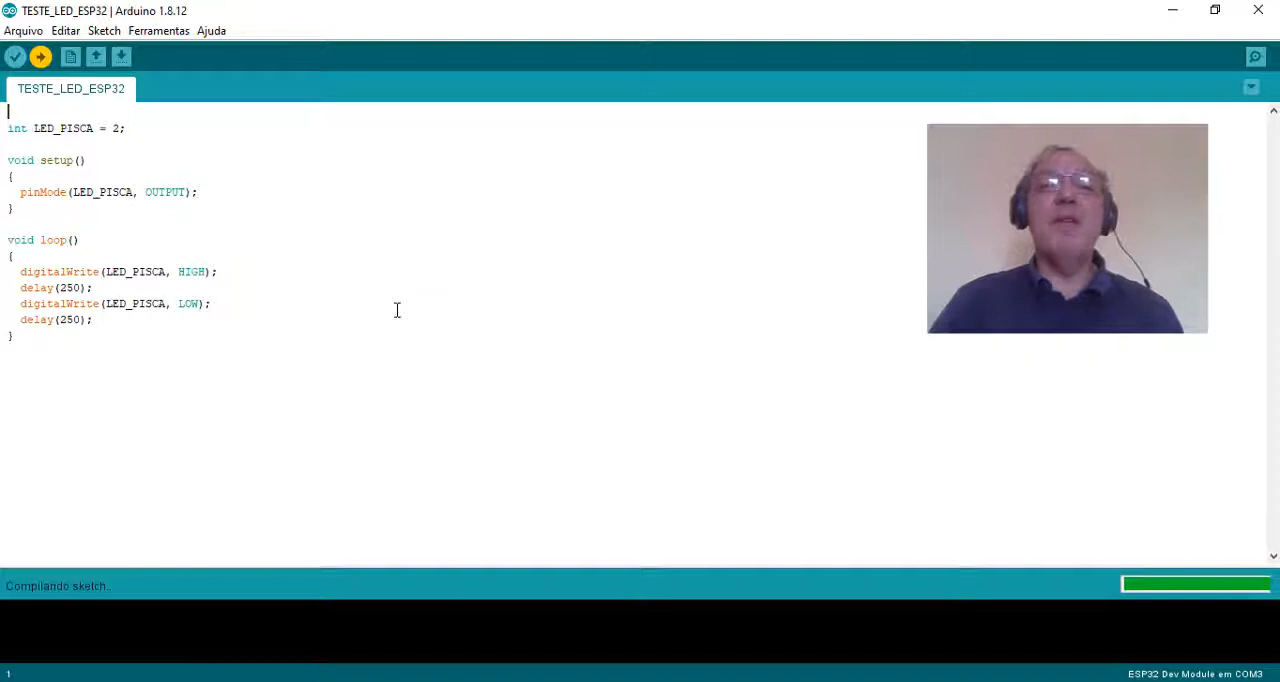 TESTE_LED_ESP32 | Arduino 1.8.12
Arquivo Editar Sketch Ferramentas Ajuda
TESTE_LED_ESP32
int LED_PISCA = 2;
void setup()
{
pinMode(LED_PISCA, OUTPUT);
}
void loop()
{
digitalWrite(LED_PISCA, HIGH);
delay(250);
digitalWrite(LED_PISCA, LOW);
delay(250);
}
Compilando sketch..
1 ESP32 Dev Module em COM3